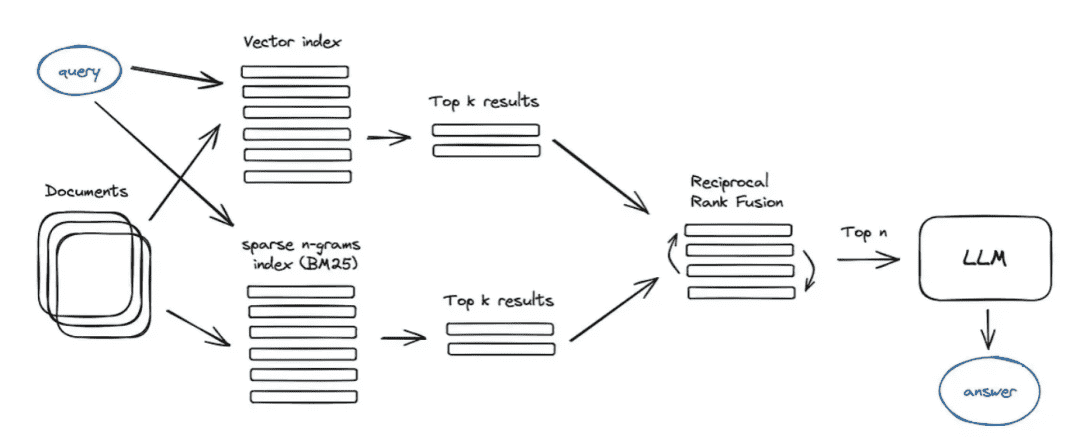 query
Vector index
Top k results
Documents
Reciprocal
Rank Fusion
Top n
LLM
sparse n-grams
index (BM25)
Top k results
answer